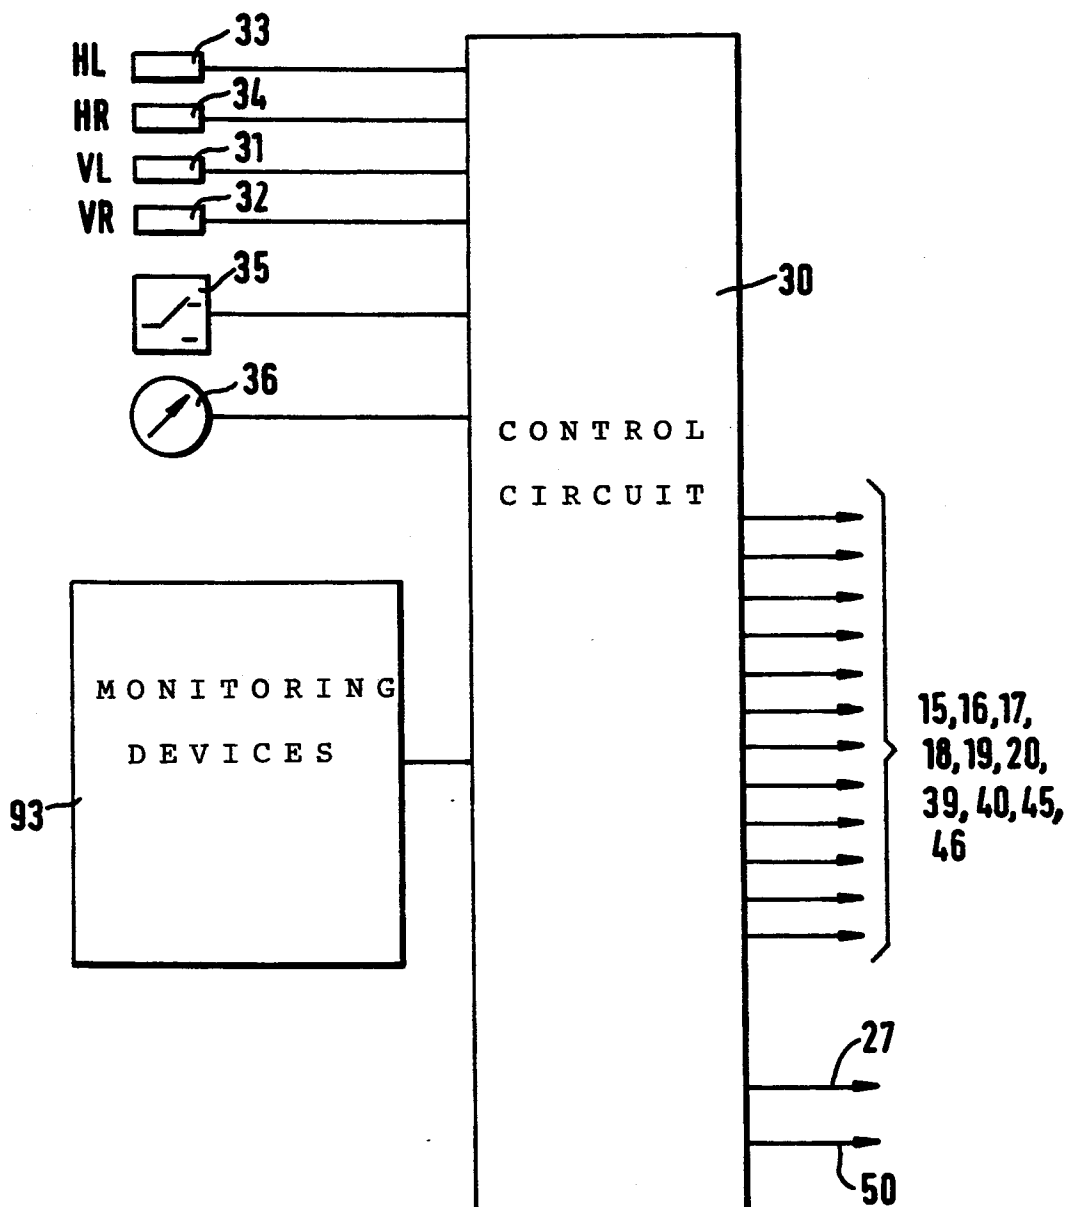 HL 33
HR 34
VL 31
VR 32
35
30
36
CONTROL
CIRCUIT
MONITORING
DEVICES
93
15,16,17,
18,19,20,
39,40,45,
46
27
50